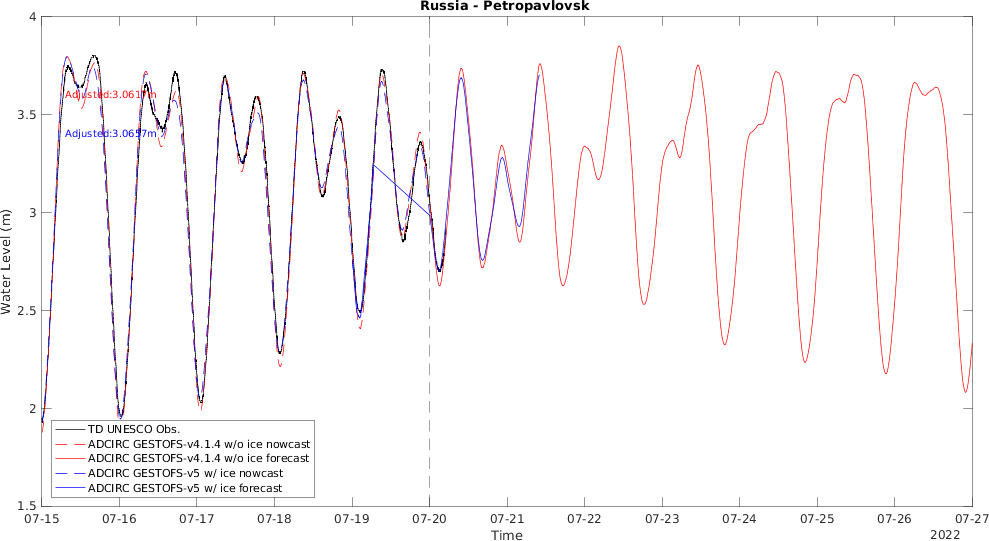 Russia - Petropavlovsk
4
3.5
3
2.5
2
1.5
Water Level (m)
Adjusted:3.0617m
Adjusted:3.0657m
TD UNESCO Obs.
ADCIRC GESTOFS-v4.1.4 w/o ice nowcast
ADCIRC GESTOFS-v4.1.4 w/o ice forecast
ADCIRC GESTOFS-v5 w/ ice nowcast
ADCIRC GESTOFS-v5 w/ ice forecast
07-15 07-16 07-17 07-18 07-19 07-20 07-21 07-22 07-23 07-24 07-25 07-26 07-27
Time
2022